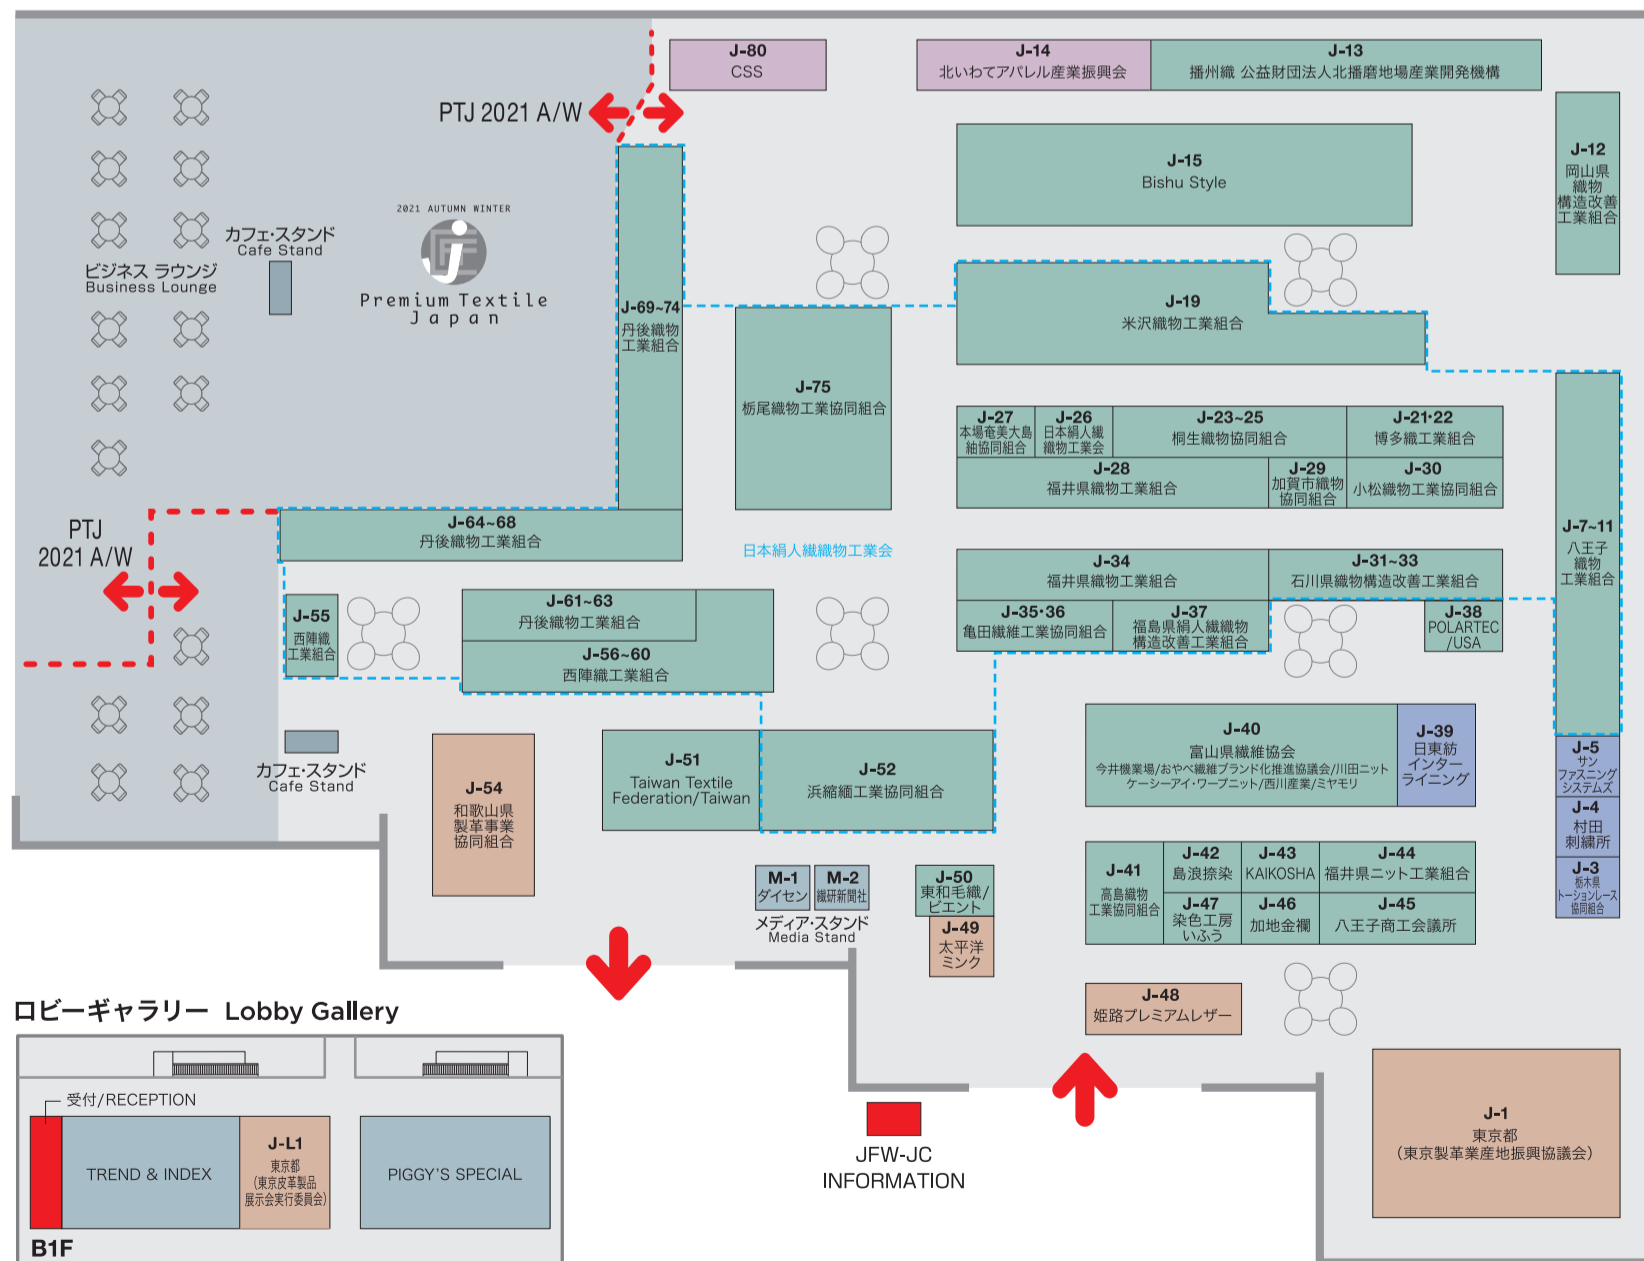 J-80
CSS
J-14
北いわてアパレル産業振興会
J-13
播州織 公益財団法人北播磨地場産業開発機構
PTJ 2021 A/W
J-12
岡山県
織物
構造改善
工業組合
J-15
Bishu Style
2021 AUTUMN WINTER
j
Premium Textile
Japan
カフェ・スタンド
Cafe Stand
ビジネス ラウンジ
Business Lounge
J-69~74
丹後織物
工業組合
J-19
米沢織物工業組合
J-75
栃尾織物工業協同組合
J-27
本場奄美大島
紬協同組合
J-26
日本絹人繊
織物工業会
J-23~25
桐生織物協同組合
J-21・22
博多織工業組合
J-28
福井県織物工業組合
J-29
加賀市織物
協同組合
J-30
小松織物工業協同組合
J-7~11
八王子
織物
工業組合
PTJ
2021 A/W
J-64~68
丹後織物工業組合
日本絹人繊織物工業会
J-34
福井県織物工業組合
J-31~33
石川県織物構造改善工業組合
J-35・36
亀田繊維工業協同組合
J-37
福島県絹人繊織物
構造改善工業組合
J-38
POLARTEC
/USA
J-55
西陣織
工業組合
J-61~63
丹後織物工業組合
J-56~60
西陣織工業組合
J-40
富山県繊維協会
今井機業場/おやべ繊維ブランド化推進協議会/川田ニット
ケーシーアイ・ワープニット/西川産業/ミヤモリ
J-39
日東紡
インター
ライニング
J-5
サン
ファスニング
システムズ
J-4
村田
刺繍所
J-3
栃木県
トーションレース
協同組合
カフェ・スタンド
Cafe Stand
J-54
和歌山県
製革事業
協同組合
J-51
Taiwan Textile
Federation/Taiwan
J-52
浜縮緬工業協同組合
M-1
ダイセン
M-2
繊研新聞社
メディア・スタンド
Media Stand
J-50
東和毛織/
ビエント
J-49
太平洋
ミンク
J-41
高島織物
工業協同組合
J-42
島浪捺染
J-43
KAIKOSHA
J-44
福井県ニット工業組合
J-47
染色工房
いふう
J-46
加地金襴
J-45
八王子商工会議所
J-48
姫路プレミアムレザー
J-1
東京都
(東京製革業産地振興協議会)
JFW-JC
INFORMATION
ロビーギャラリー Lobby Gallery
受付/RECEPTION
TREND & INDEX
J-L1
東京都
(東京皮革製品
展示会実行委員会)
PIGGY'S SPECIAL
B1F